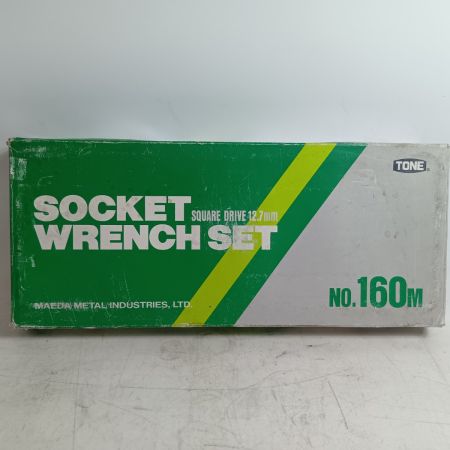 TONE
SOCKET SQUARE DRIVE 12.7mm
WRENCH SET
MAEDA METAL INDUSTRIES, LTD.
NO.160M